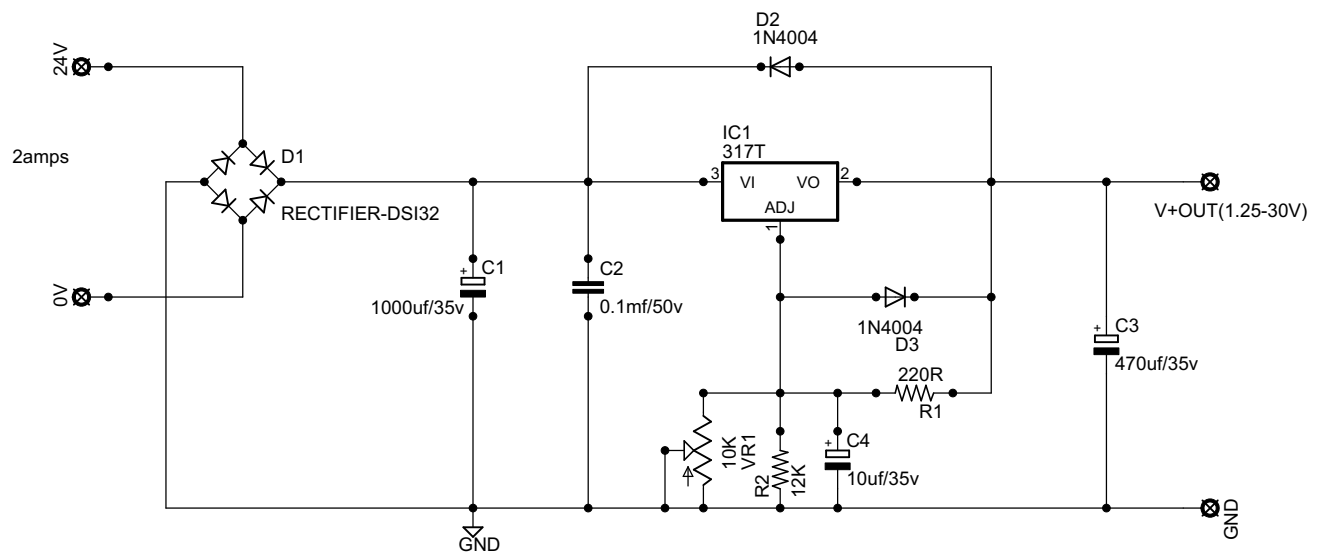 24V
2amps
0V
D1
RECTIFIER-DSI32
D2
1N4004
IC1
317T
3
VI
VO
2
ADJ
1
V+OUT(1.25-30V)
C1
+
1000uf/35v
C2
0.1mf/50v
1N4004
D3
220R
R1
C3
+
470uf/35v
10K
VR1
R2
12K
C4
+
10uf/35v
GND
GND